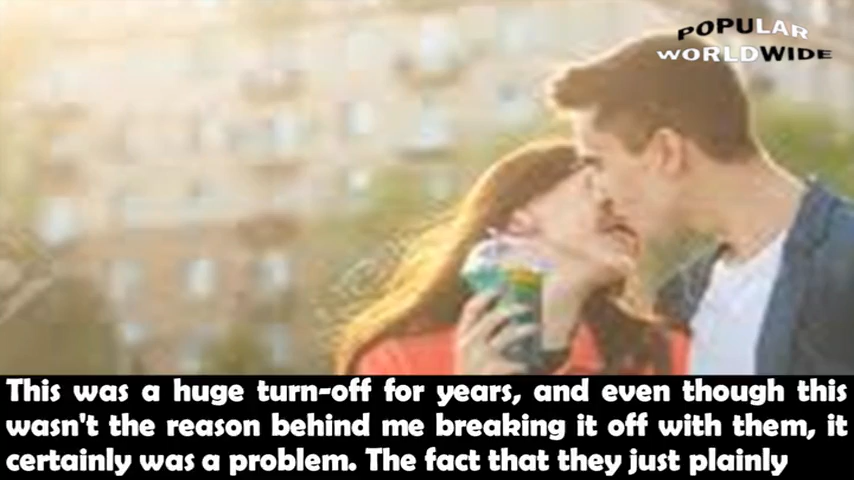 POPULAR
WORLDWIDE
This was a huge turn-off for years, and even though this
wasn't the reason behind me breaking it off with them, it
certainly was a problem. The fact that they just plainly